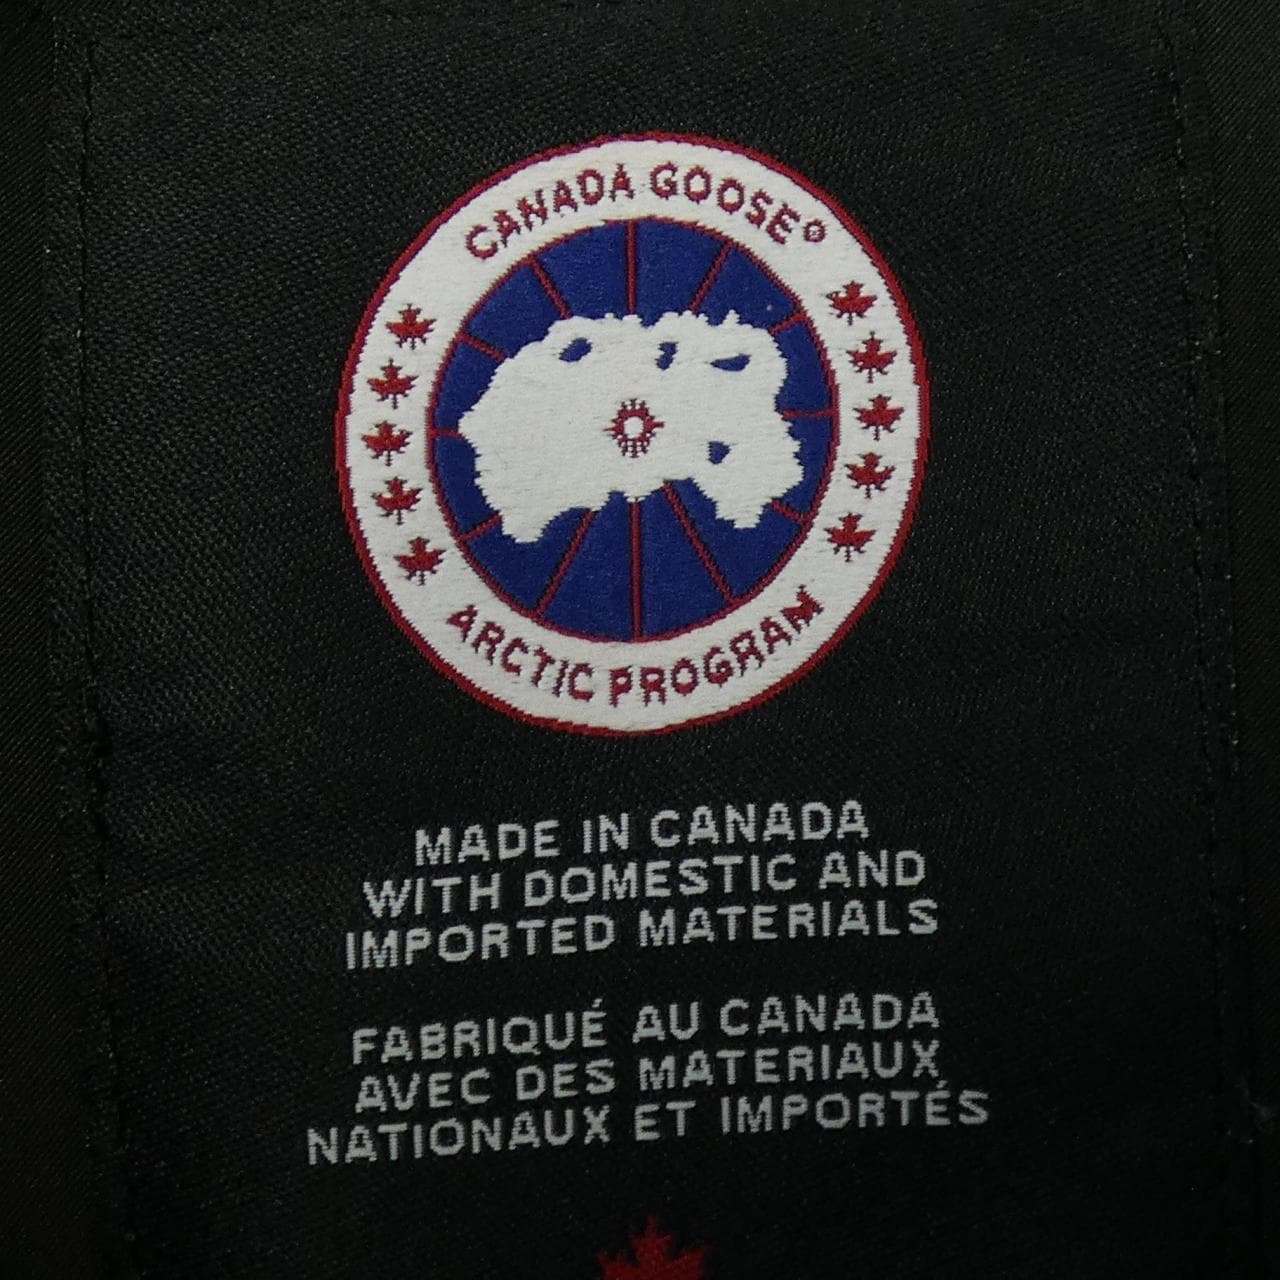 CANADA GOOSE®
ARCTIC PROGRAM
MADE IN CANADA
WITH DOMESTIC AND
IMPORTED MATERIALS
FABRIQUÉ AU CANADA
AVEC DES MATERIAUX
NATIONAUX ET IMPORTÉS